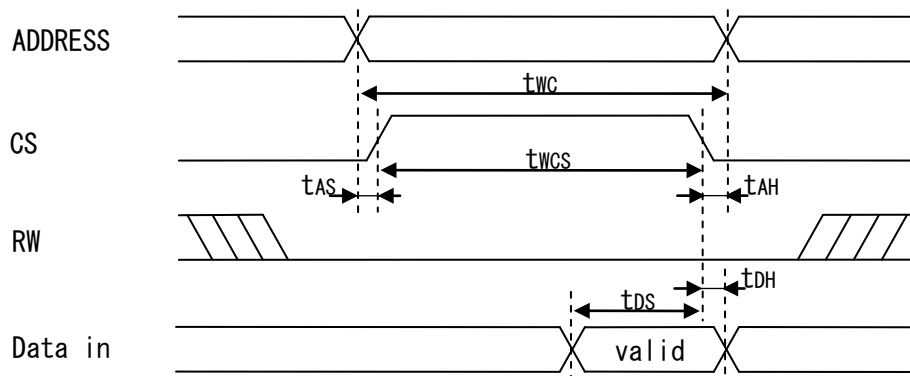 ADDRESS
tWC
CS
tWCS
tAS
tAH
RW
tDH
tDS
Data in
valid